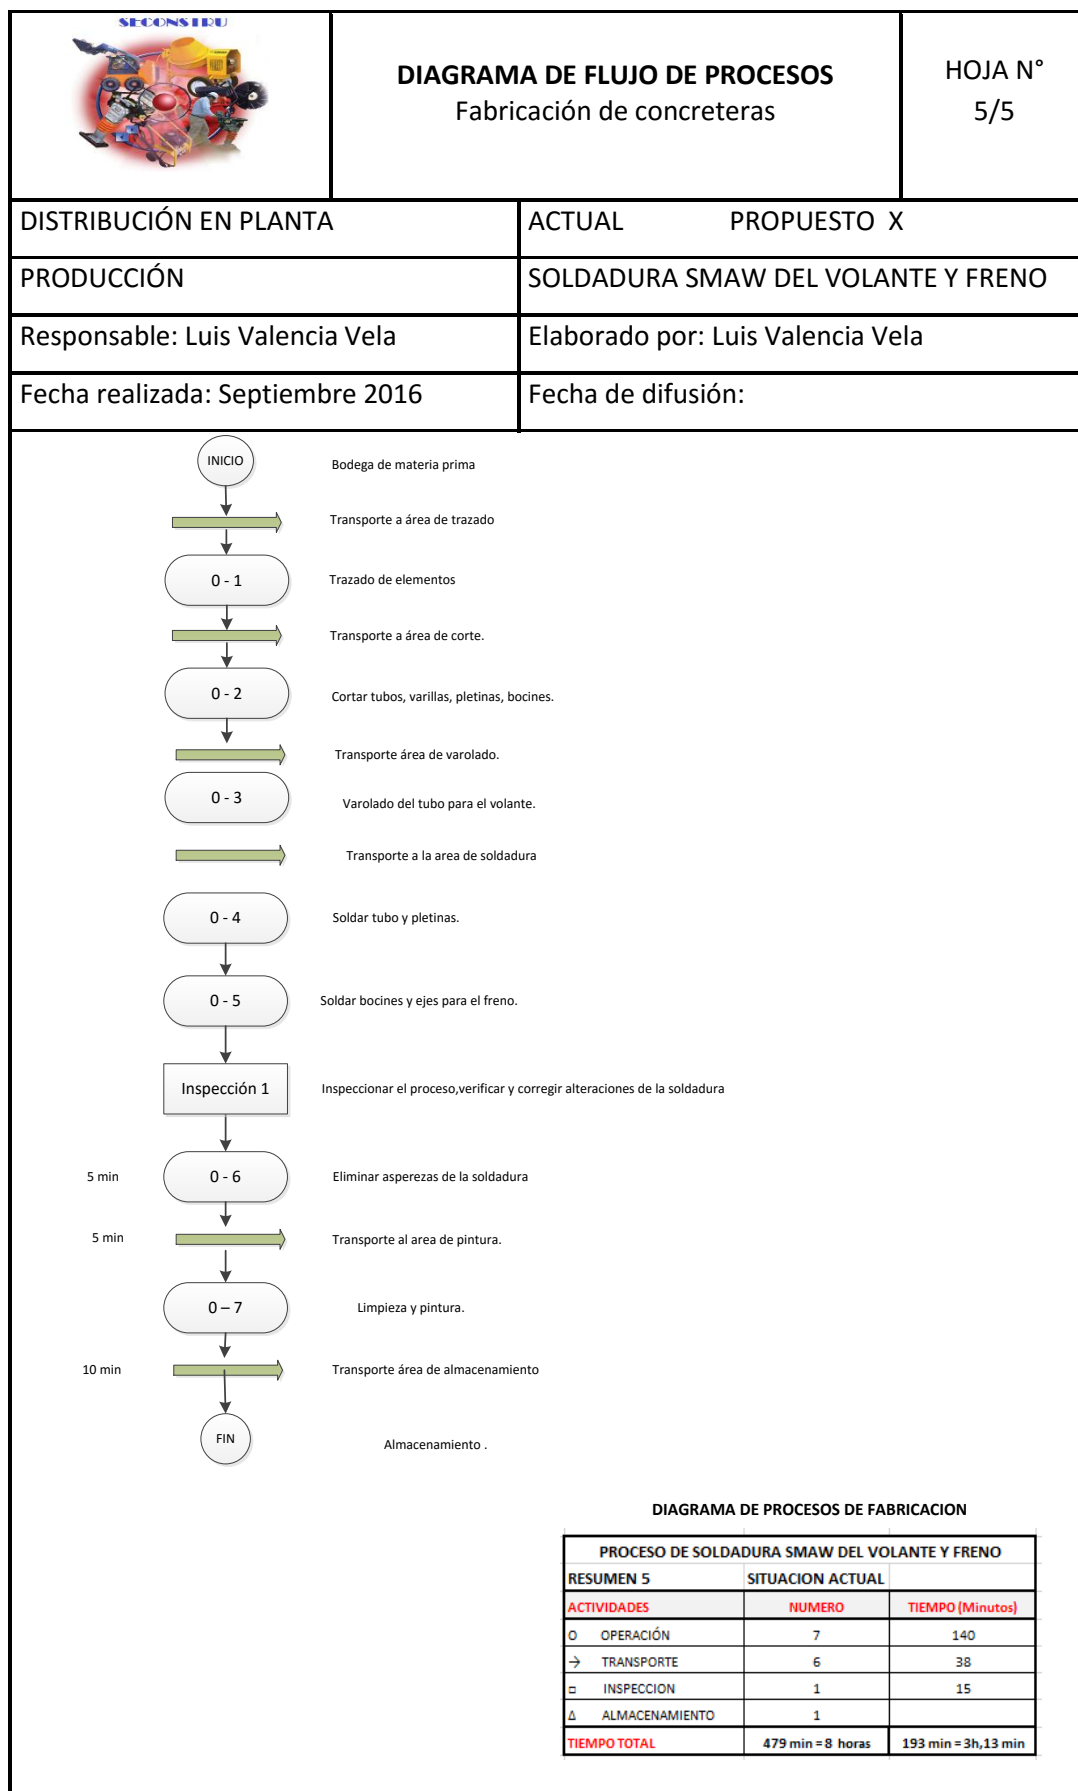 SECONSTRU
DIAGRAMA DE FLUJO DE PROCESOS
Fabricación de concreteras
HOJA N°
5/5
DISTRIBUCIÓN EN PLANTA
ACTUAL PROPUESTO X
PRODUCCIÓN
SOLDADURA SMAW DEL VOLANTE Y FRENO
Responsable: Luis Valencia Vela
Elaborado por: Luis Valencia Vela
Fecha realizada: Septiembre 2016
Fecha de difusión:
INICIO
Bodega de materia prima
Transporte a área de trazado
0 - 1
Trazado de elementos
Transporte a área de corte.
0 - 2
Cortar tubos, varillas, pletinas, bocines.
Transporte área de varolado.
0 - 3
Varolado del tubo para el volante.
Transporte a la area de soldadura
0 - 4
Soldar tubo y pletinas.
0 - 5
Soldar bocines y ejes para el freno.
Inspección 1
Inspeccionar el proceso,verificar y corregir alteraciones de la soldadura
5 min
0 - 6
Eliminar asperezas de la soldadura
5 min
Transporte al area de pintura.
0 – 7
Limpieza y pintura.
10 min
Transporte área de almacenamiento
FIN
Almacenamiento .
DIAGRAMA DE PROCESOS DE FABRICACION
PROCESO DE SOLDADURA SMAW DEL VOLANTE Y FRENO
RESUMEN 5 SITUACION ACTUAL
ACTIVIDADES NUMERO TIEMPO (Minutos)
O OPERACIÓN 7 140
→ TRANSPORTE 6 38
□ INSPECCION 1 15
Δ ALMACENAMIENTO 1
TIEMPO TOTAL 479 min = 8 horas 193 min = 3h,13 min